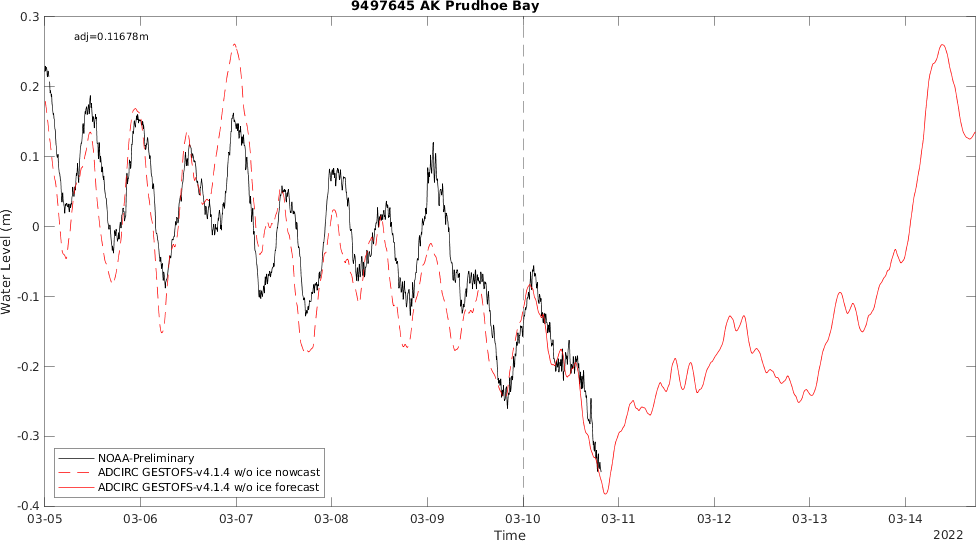 9497645 AK Prudhoe Bay
adj=0.11678m
0.3
0.2
0.1
0
-0.1
-0.2
-0.3
-0.4
Water Level (m)
NOAA-Preliminary
ADCIRC GESTOFS-v4.1.4 w/o ice nowcast
ADCIRC GESTOFS-v4.1.4 w/o ice forecast
03-05 03-06 03-07 03-08 03-09 03-10 03-11 03-12 03-13 03-14
Time
2022